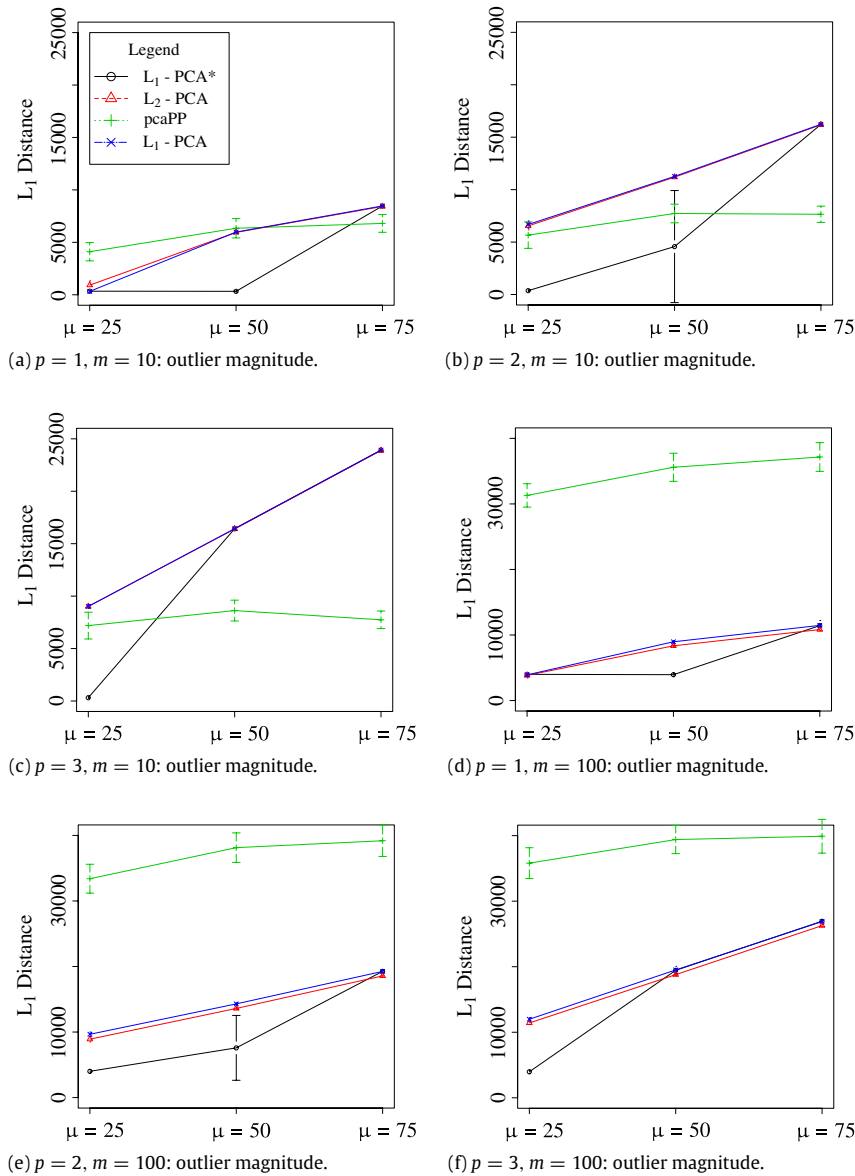 25000
15000
5000
0
L1 Distance
Legend
L1 - PCA*
L2 - PCA
pcaPP
L1 - PCA
μ = 25 μ = 50 μ = 75
(a) p = 1, m = 10: outlier magnitude.
25000
15000
5000
0
L1 Distance
μ = 25 μ = 50 μ = 75
(b) p = 2, m = 10: outlier magnitude.
25000
15000
5000
0
L1 Distance
μ = 25 μ = 50 μ = 75
(c) p = 3, m = 10: outlier magnitude.
30000
10000
0
L1 Distance
μ = 25 μ = 50 μ = 75
(d) p = 1, m = 100: outlier magnitude.
30000
10000
0
L1 Distance
μ = 25 μ = 50 μ = 75
(e) p = 2, m = 100: outlier magnitude.
30000
10000
0
L1 Distance
μ = 25 μ = 50 μ = 75
(f) p = 3, m = 100: outlier magnitude.